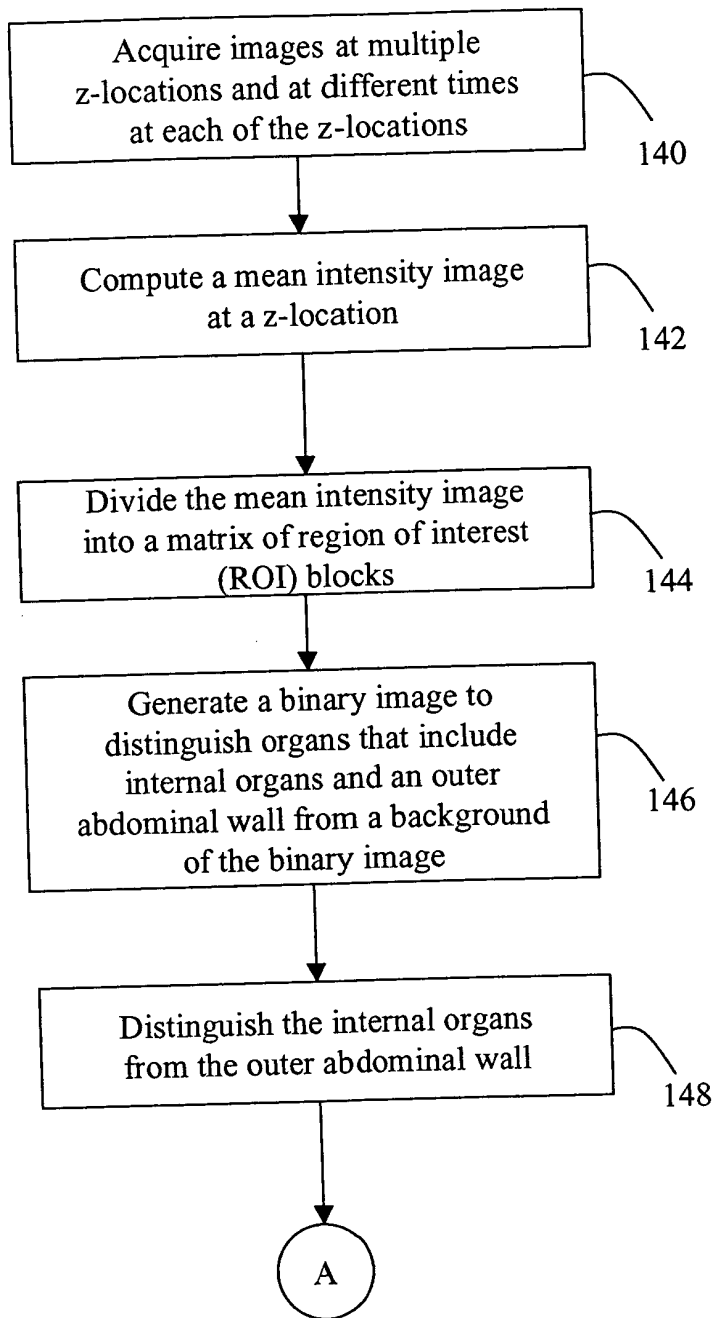 Acquire images at multiple
z-locations and at different times
at each of the z-locations
140
Compute a mean intensity image
at a z-location
142
Divide the mean intensity image
into a matrix of region of interest
(ROI) blocks
144
Generate a binary image to
distinguish organs that include
internal organs and an outer
abdominal wall from a background
of the binary image
146
Distinguish the internal organs
from the outer abdominal wall
148
A